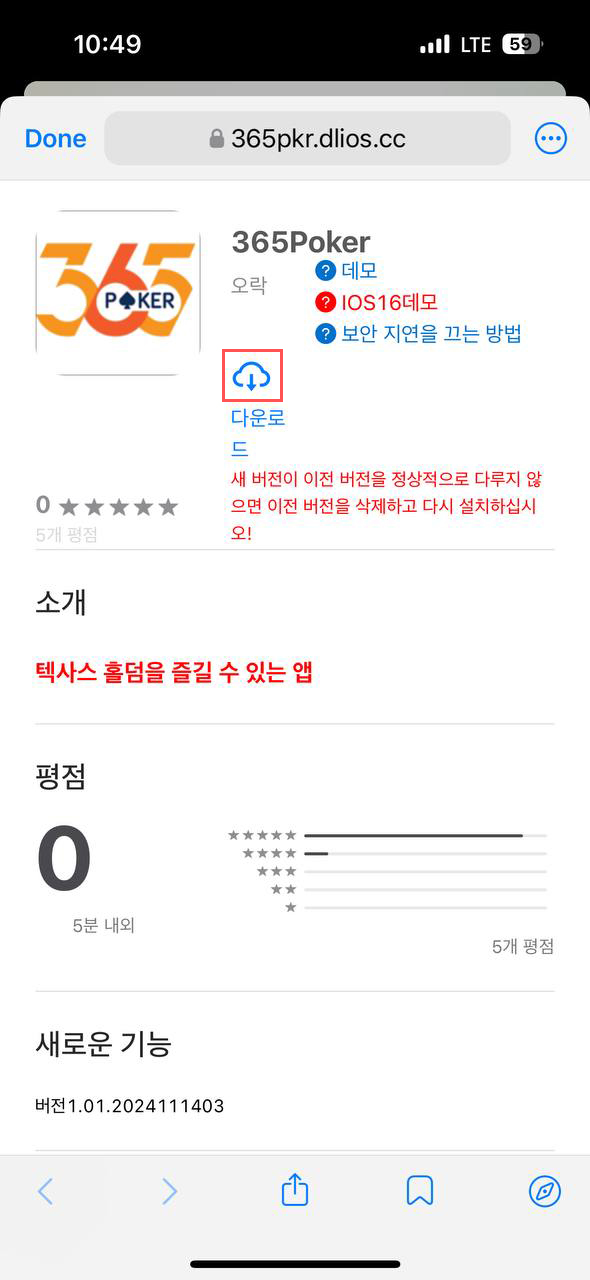 10:49
LTE 59
Done
365pkr.dlios.cc
365 POKER
365Poker
오락
? 데모
? IOS16데모
? 보안 지연을 끄는 방법
다운로
드
새 버전이 이전 버전을 정상적으로 다루지 않
으면 이전 버전을 삭제하고 다시 설치하십시
오!
0 ★★★★★
5개 평점
소개
텍사스 홀덤을 즐길 수 있는 앱
평점
0
★★★★★
★★★★
★★★
★★
★
5분 내외
5개 평점
새로운 기능
버전1.01.2024111403